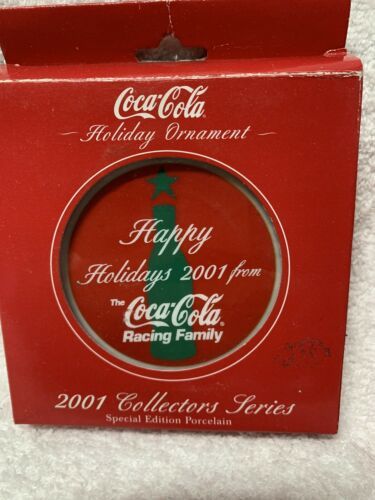 Coca-Cola
Holiday Ornament
Happy
Holidays 2001 from
The
Coca-Cola
Racing Family
2001 Collectors Series
Special Edition Porcelain